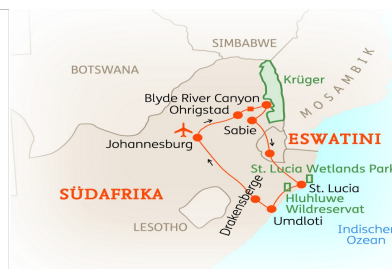 SIMBABWE
BOTSWANA
MOSAMBIK
Krüger
Blyde River Canyon
Ohrigstad
Sabie
Johannesburg
ESWATINI
St. Lucia Wetlands Park
St. Lucia
Hluhluwe
Wildreservat
SÜDAFRIKA
Drakensberge
Umdloti
LESOTHO
Indischer
Ozean